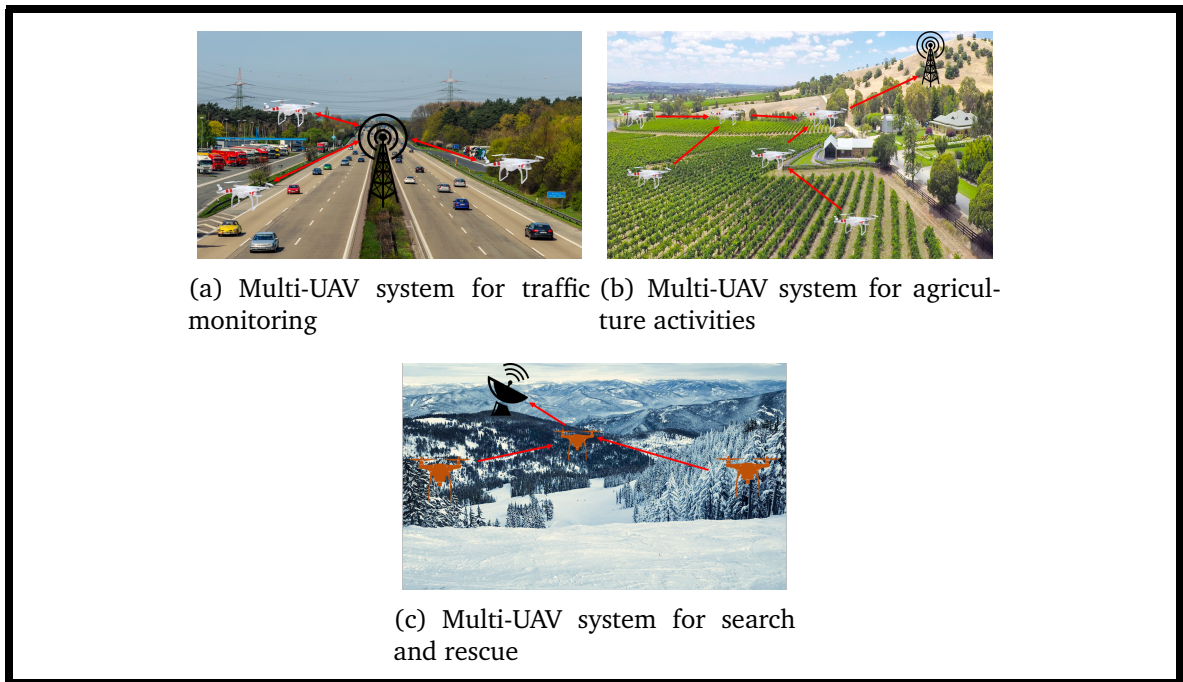 (a) Multi-UAV system for traffic
monitoring
(b) Multi-UAV system for agricul-
ture activities
(c) Multi-UAV system for search
and rescue